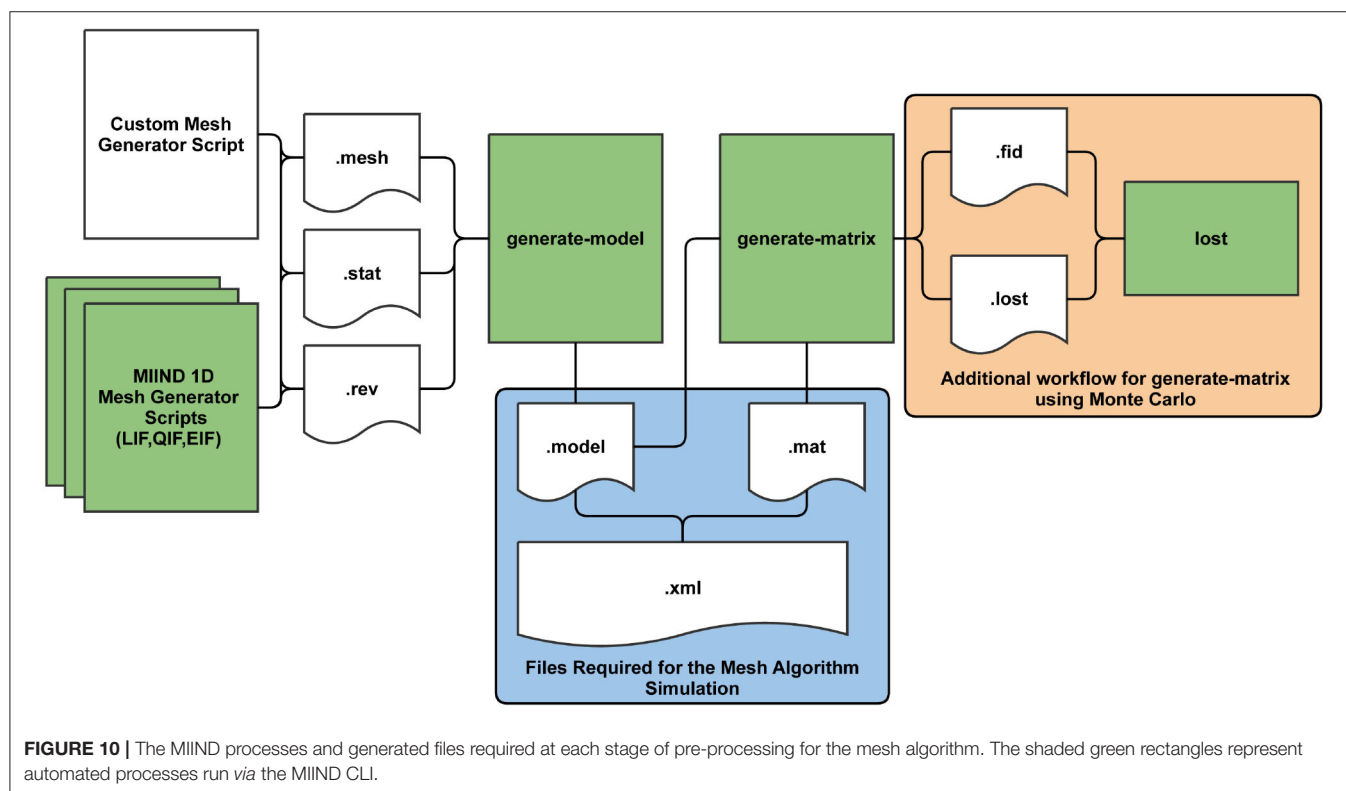 Custom Mesh
Generator Script
.mesh
.stat
.rev
MIIND 1D
Mesh Generator
Scripts
(LIF,QIF,EIF)
generate-model
generate-matrix
.fid
.lost
lost
Additional workflow for generate-matrix
using Monte Carlo
.model
.mat
.xml
Files Required for the Mesh Algorithm
Simulation
FIGURE 10 | The MIIND processes and generated files required at each stage of pre-processing for the mesh algorithm. The shaded green rectangles represent
automated processes run via the MIIND CLI.